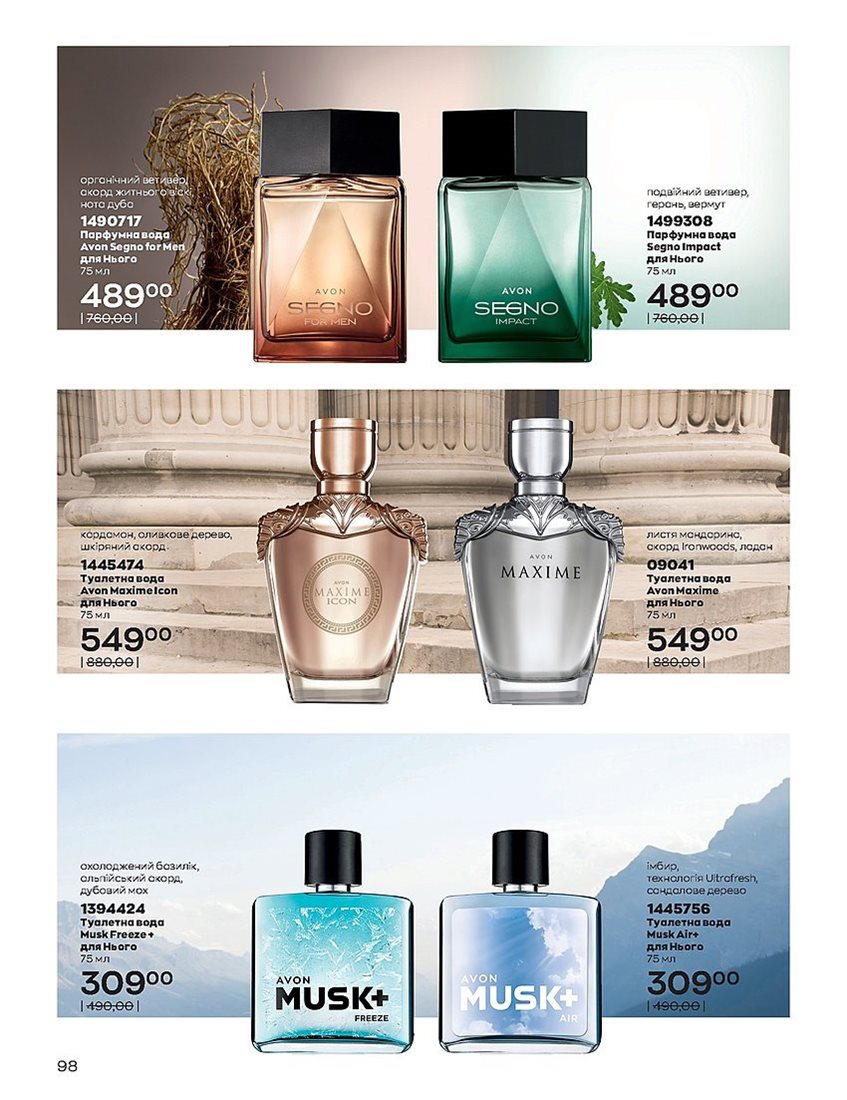 органічний ветивер,
акорд житнього віскі,
нота дуба
1490717
Парфумна вода
Avon Segno for Men
для Нього
75 мл
489⁰⁰
|760,00|
AVON
SEGNO
FOR MEN
AVON
SEGNO
IMPACT
подвійний ветивер,
герань, вермут
1499308
Парфумна вода
Segno Impact
для Нього
75 мл
489⁰⁰
|760,00|
кардамон, оливкове дерево,
шкіряний акорд
1445474
Туалетна вода
Avon Maxime Icon
для Нього
75 мл
549⁰⁰
|880,00|
AVON
MAXIME
ICON
AVON
MAXIME
листя мандарина,
акорд Ironwoods, ладан
09041
Туалетна вода
Avon Maxime
для Нього
75 мл
549⁰⁰
|880,00|
охолоджений базилік,
альпійський акорд,
дубовий мох
1394424
Туалетна вода
Musk Freeze+
для Нього
75 мл
309⁰⁰
|490,00|
AVON
MUSK+
FREEZE
AVON
MUSK+
AIR
імбир,
технологія Ultrafresh,
сандалове дерево
1445756
Туалетна вода
Musk Air+
для Нього
75 мл
309⁰⁰
|490,00|
98